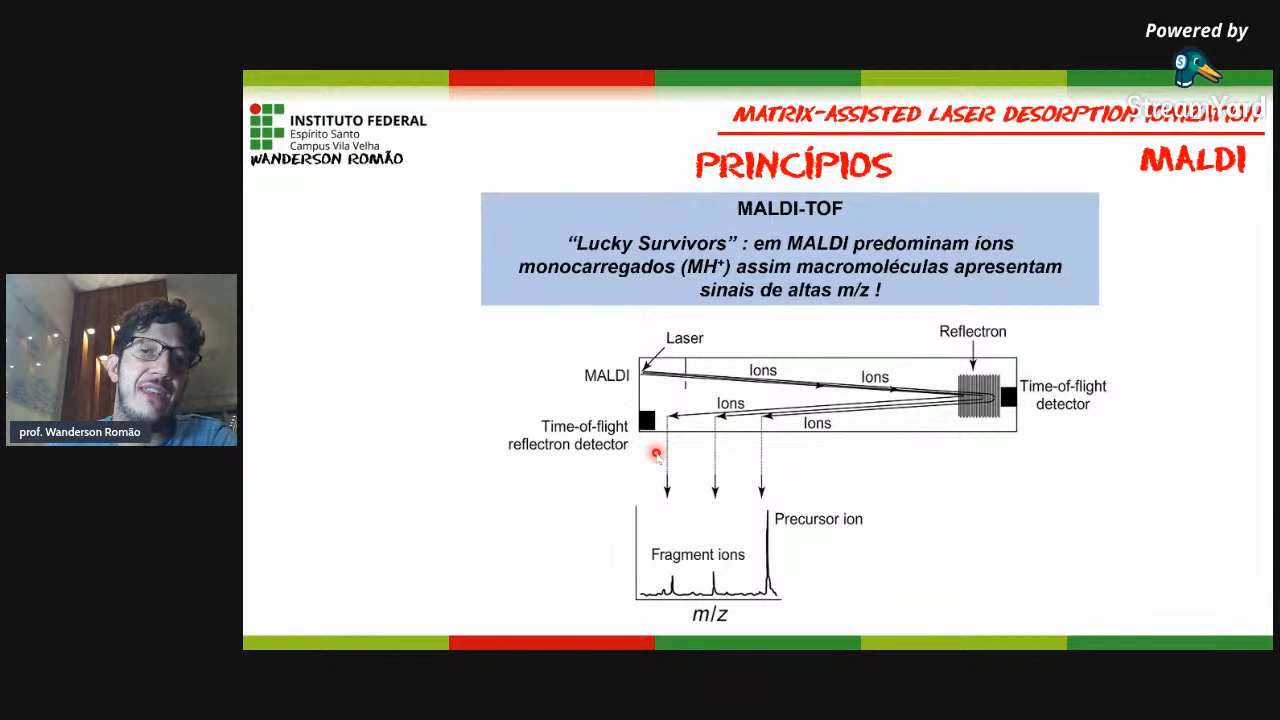 Powered by
StreamYard
INSTITUTO FEDERAL
Espírito Santo
Campus Vila Velha
WANDERSON ROMÃO
MATRIX-ASSISTED LASER DESORPTION IONIZATION
PRINCÍPIOS
MALDI
MALDI-TOF
“Lucky Survivors” : em MALDI predominam íons
monocarregados (MH⁺) assim macromoléculas apresentam
sinais de altas m/z !
Laser
Reflectron
MALDI
Ions
Ions
Time-of-flight
detector
Ions
Ions
Time-of-flight
reflectron detector
Precursor ion
Fragment ions
m/z
prof. Wanderson Romão